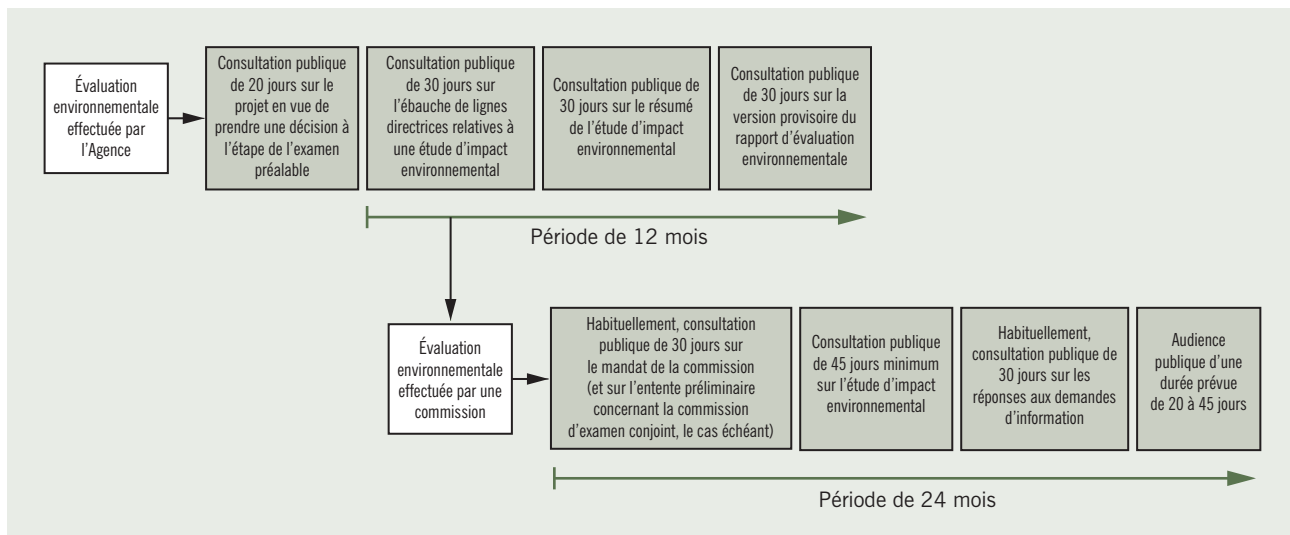 Évaluation
environnementale
effectuée par
l'Agence
Consultation publique
de 20 jours sur le
projet en vue de
prendre une décision à
l'étape de l'examen
préalable
Consultation publique
de 30 jours sur
l'ébauche de lignes
directrices relatives à
une étude d'impact
environnemental
Consultation publique de
30 jours sur le résumé
de l'étude d'impact
environnemental
Consultation publique
de 30 jours sur la
version provisoire du
rapport d'évaluation
environnementale
Période de 12 mois
Évaluation
environnementale
effectuée par une
commission
Habituellement, consultation
publique de 30 jours sur
le mandat de la commission
(et sur l'entente préliminaire
concernant la commission
d'examen conjoint, le cas échéant)
Consultation publique
de 45 jours minimum
sur l'étude d'impact
environnemental
Habituellement,
consultation publique de
30 jours sur les
réponses aux demandes
d'information
Audience
publique d'une
durée prévue
de 20 à 45 jours
Période de 24 mois